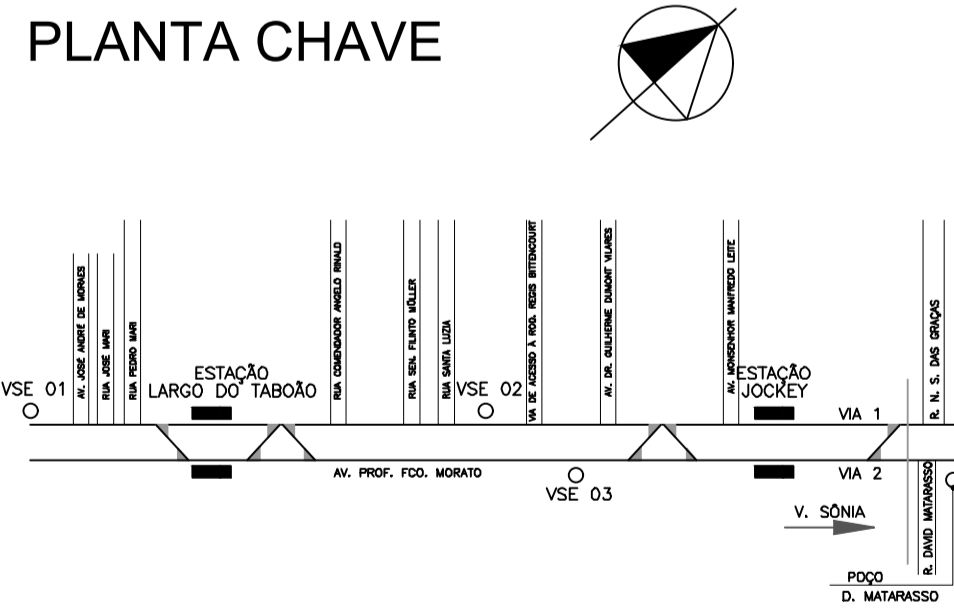 PLANTA CHAVE
AV. JOSÉ ANDRÉ DE MORAES
RUA JOSÉ MARI
RUA PEDRO MARI
RUA COMENDADOR ANGELO RINALD
RUA SEN. FILINTO MÜLLER
RUA SANTA LUZIA
VIA DE ACESSO À ROD. REGIS BITTENCOURT
AV. DR. GUILHERME DUMONT VILARES
AV. MONSENHOR MANFREDO LEITE
R. N. S. DAS GRAÇAS
VSE 01
ESTAÇÃO
LARGO DO TABOÃO
VSE 02
ESTAÇÃO
JOCKEY
VIA 1
AV. PROF. FCO. MORATO
VSE 03
VIA 2
V. SÔNIA
R. DAVID MATARASSO
POÇO
D. MATARASSO